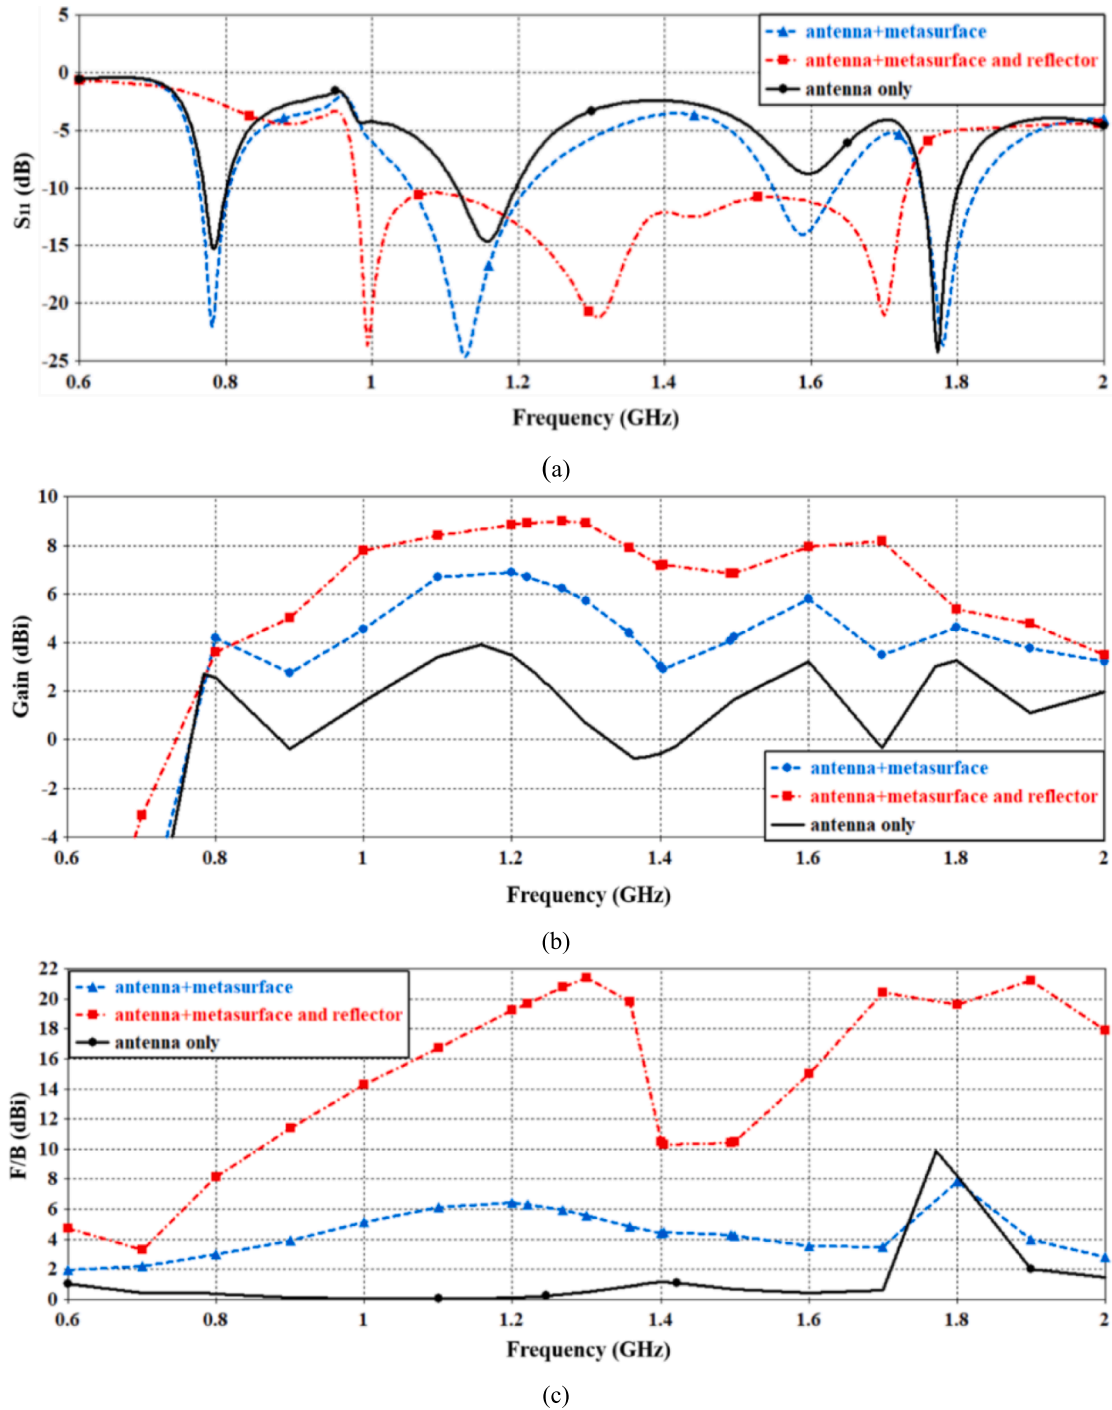 5
0
-5
-10
-15
-20
-25
S11 (dB)
antenna+metasurface
antenna+metasurface and reflector
antenna only
0.6 0.8 1 1.2 1.4 1.6 1.8 2
Frequency (GHz)
(a)
10
8
6
4
2
0
-2
-4
Gain (dBi)
antenna+metasurface
antenna+metasurface and reflector
antenna only
0.6 0.8 1 1.2 1.4 1.6 1.8 2
Frequency (GHz)
(b)
22
20
18
16
14
12
10
8
6
4
2
0
F/B (dBi)
antenna+metasurface
antenna+metasurface and reflector
antenna only
0.6 0.8 1 1.2 1.4 1.6 1.8 2
Frequency (GHz)
(c)